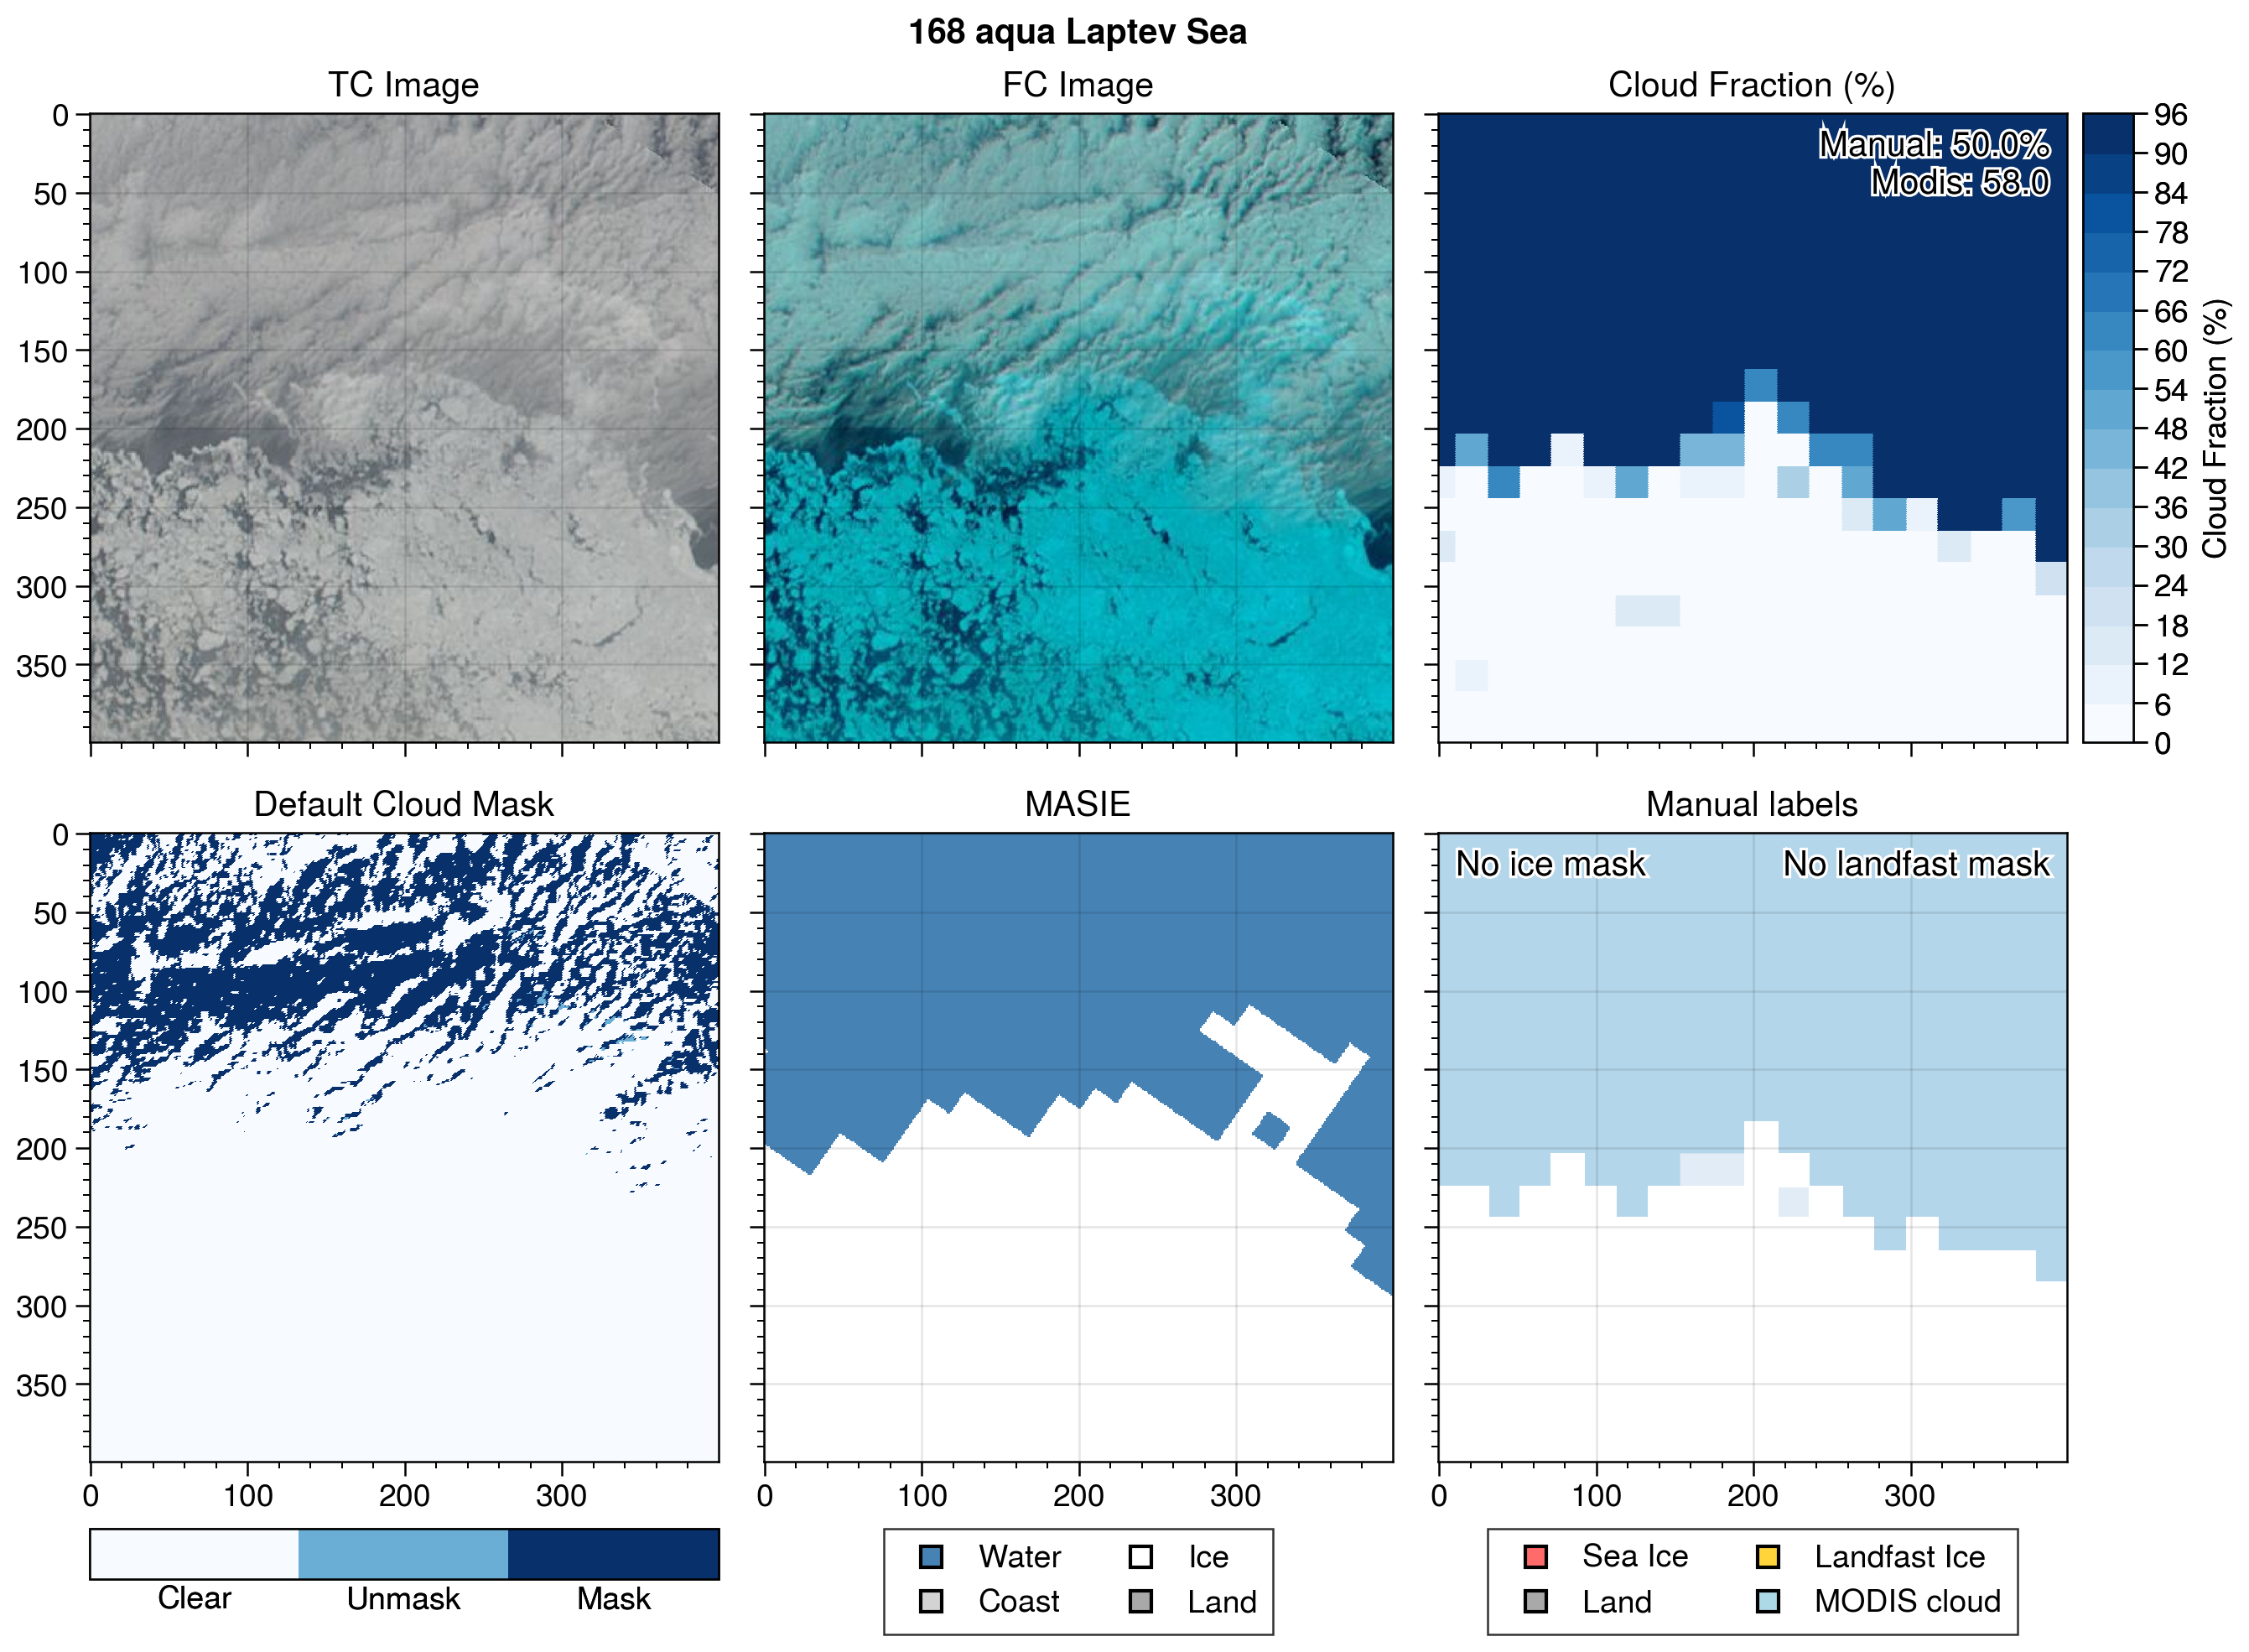 168 aqua Laptev Sea
TC Image
FC Image
Cloud Fraction (%)
0
50
100
150
200
250
300
350
Manual: 50.0%
Modis: 58.0
96
90
84
78
72
66
60
54
48
42
36
30
24
18
12
6
0
Cloud Fraction (%)
Default Cloud Mask
MASIE
Manual labels
0
50
100
150
200
250
300
350
No ice mask
No landfast mask
0 100 200 300
0 100 200 300
0 100 200 300
Clear Unmask Mask
Water Ice
Coast Land
Sea Ice Landfast Ice
Land MODIS cloud